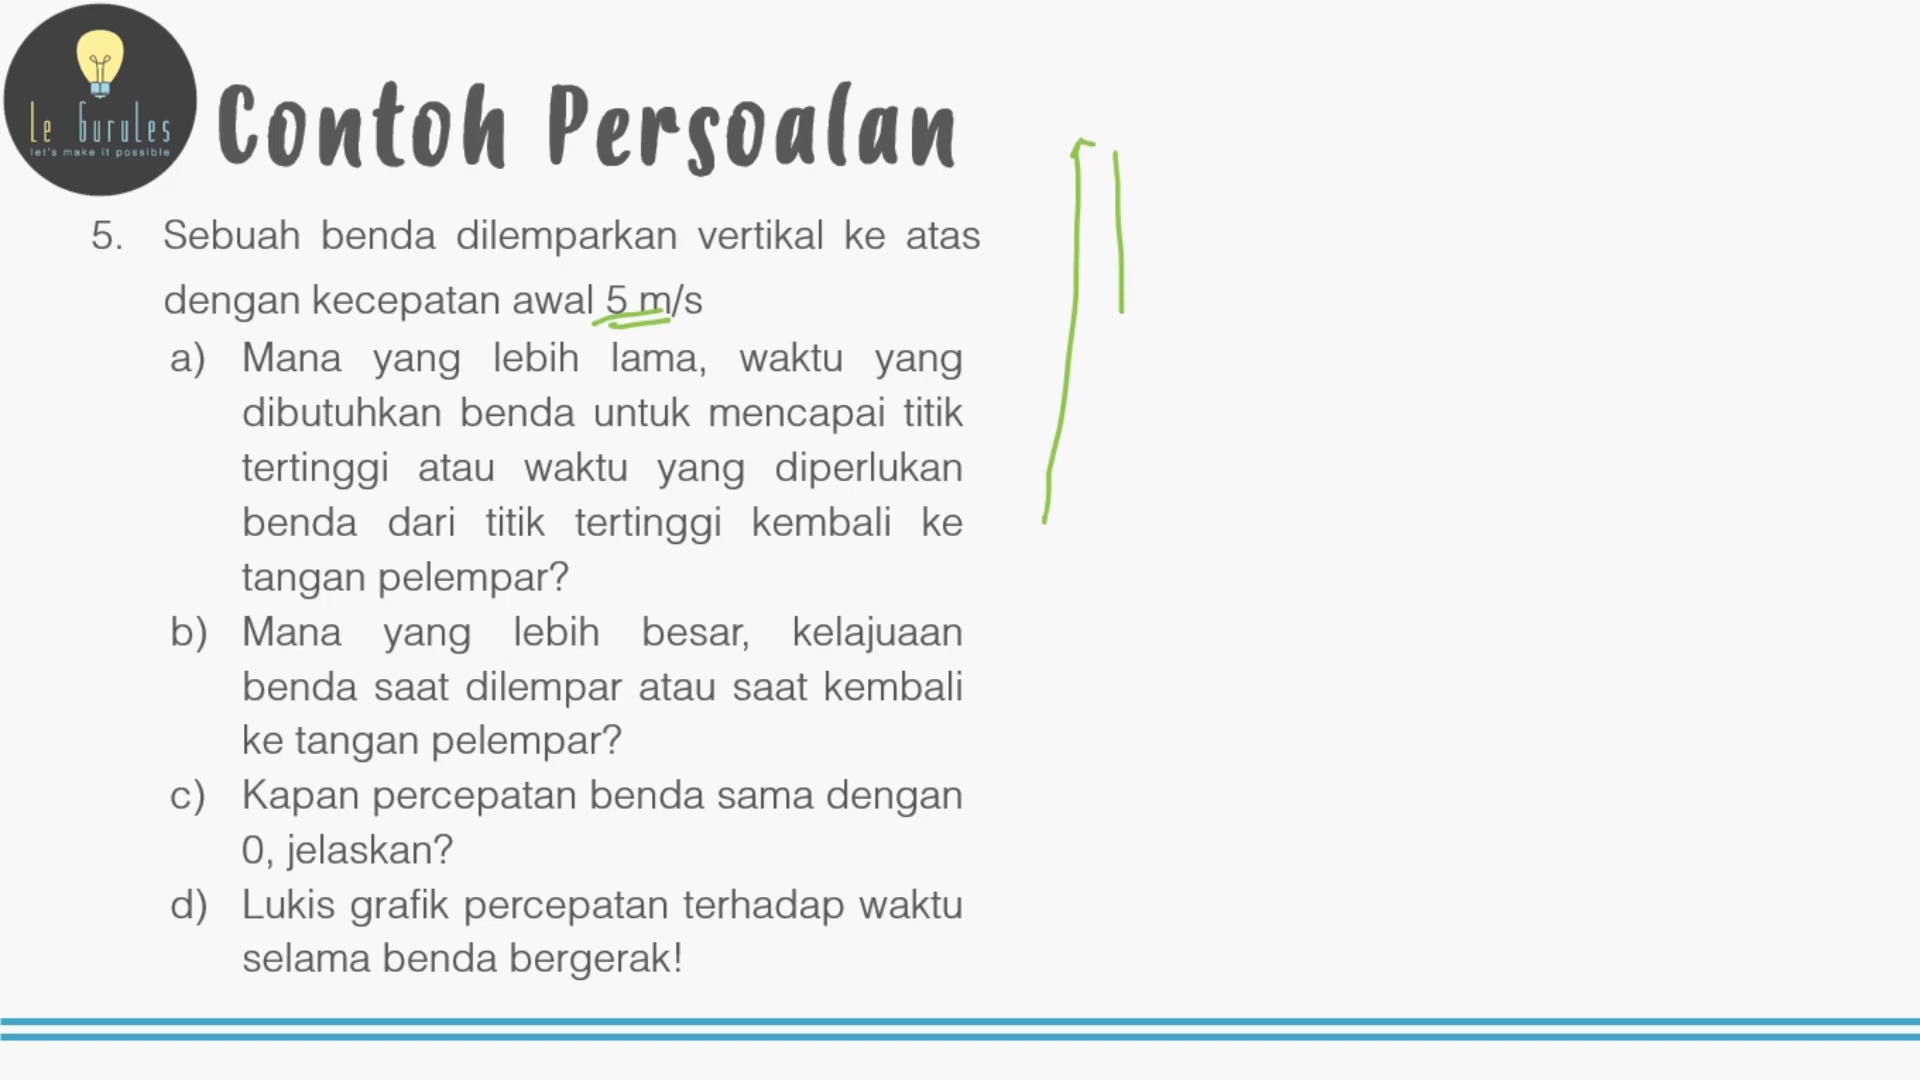 le gurules
let's make it possible
Contoh Persoalan
5. Sebuah benda dilemparkan vertikal ke atas
dengan kecepatan awal 5 m/s
a) Mana yang lebih lama, waktu yang
dibutuhkan benda untuk mencapai titik
tertinggi atau waktu yang diperlukan
benda dari titik tertinggi kembali ke
tangan pelempar?
b) Mana yang lebih besar, kelajuaan
benda saat dilempar atau saat kembali
ke tangan pelempar?
c) Kapan percepatan benda sama dengan
0, jelaskan?
d) Lukis grafik percepatan terhadap waktu
selama benda bergerak!